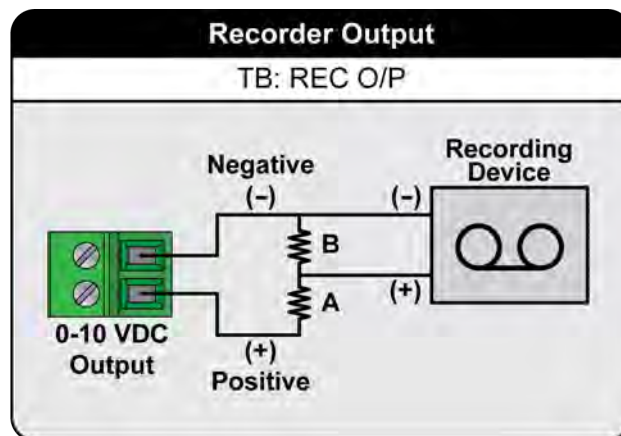 Recorder Output
TB: REC O/P
Negative
(–)
(–)
Recording
Device
B
A
(+)
0-10 VDC
Output
(+)
Positive